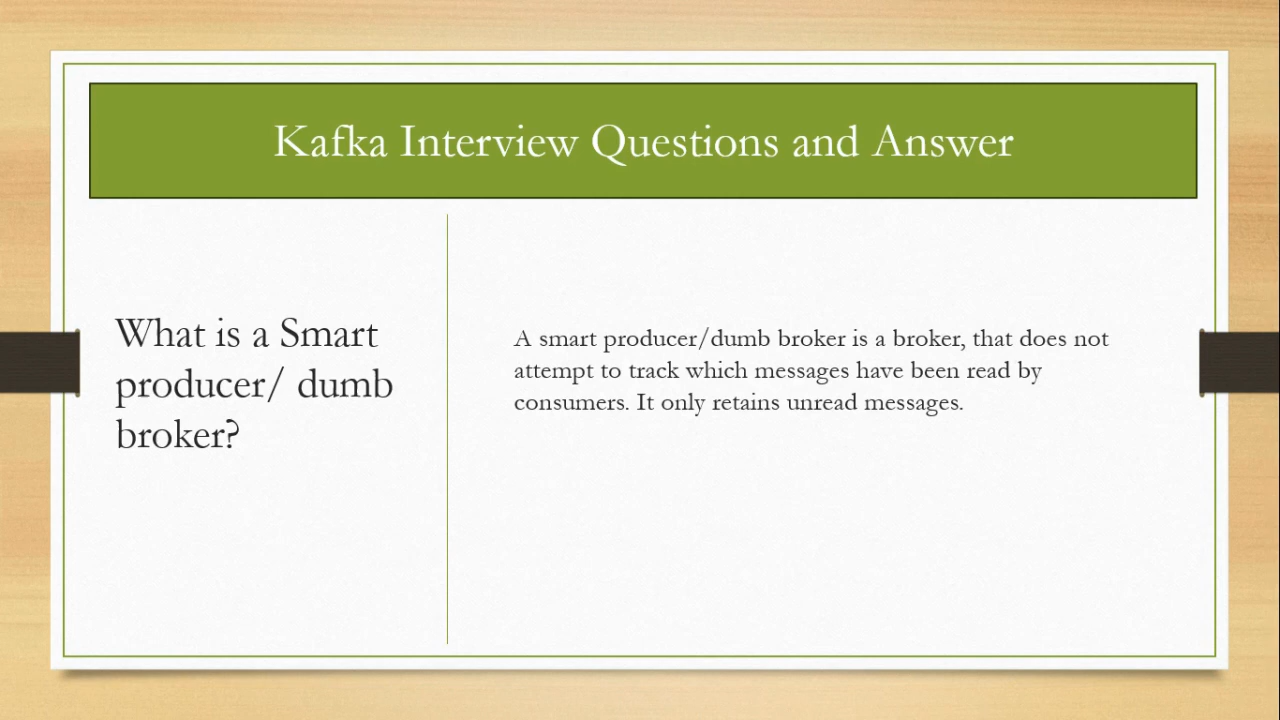 Kafka Interview Questions and Answer
What is a Smart
producer/ dumb
broker?
A smart producer/dumb broker is a broker, that does not
attempt to track which messages have been read by
consumers. It only retains unread messages.